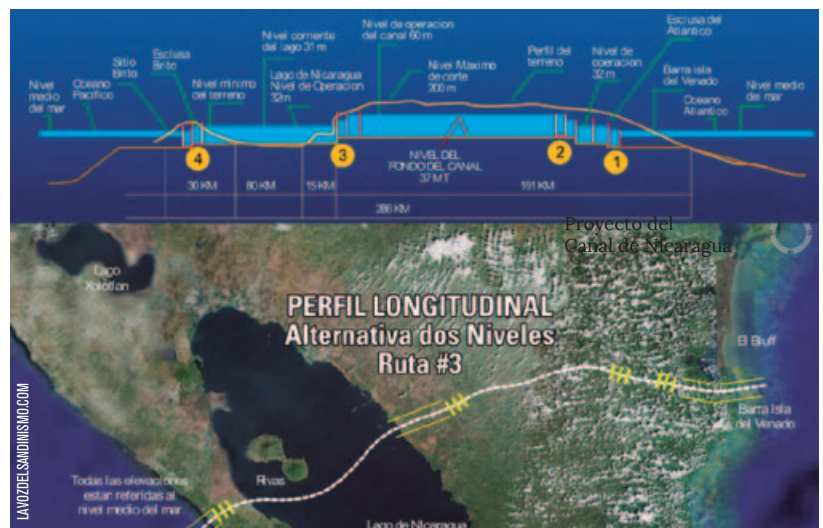 Nivel de operacion
del canal 60 m
Esclusa del
Atlantico
Nivel corriente
del lago 31 m
Sitio
Brito
Esclusa
Brito
Nivel Maximo
de corte
200 m
Perfil del
terreno
Nivel de
operacion
32 m
Barra isla
del Venado
Nivel
medio
del mar
Oceano
Pacifico
Nivel minimo
del terreno
Lago de Nicaragua
Nivel de Operacion
32m
Oceano
Atlantico
Nivel medio
del mar
4
3
2
1
NIVEL DEL
FONDO DEL CANAL
37 MT
30 KM
80 KM
15 KM
161 KM
286 KM
Proyecto del
Canal de Nicaragua
Lago
Xolotlan
PERFIL LONGITUDINAL
Alternativa dos Niveles
Ruta #3
El Bluff
Barra Isla
del Venado
Rivas
Todas las elevaciones
estan referidas al
nivel medio del mar
Lago de Nicaragua
LAVOZDELSANDINISMO.COM